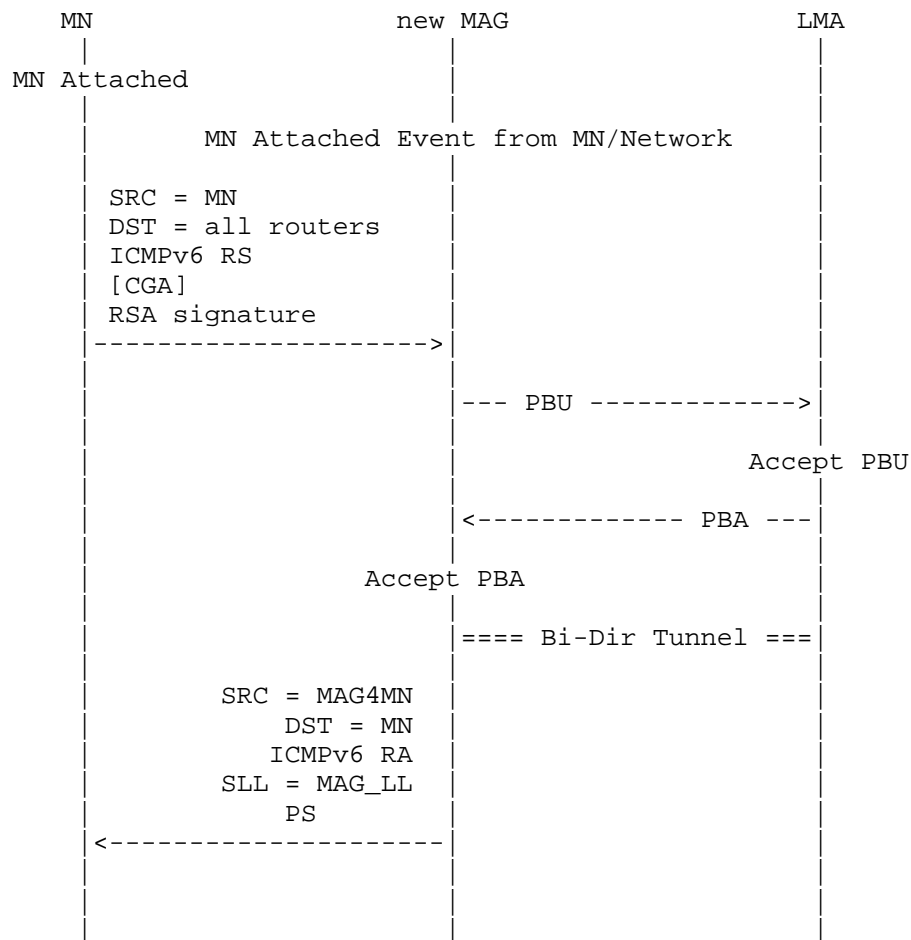 MN new MAG LMA
MN Attached
MN Attached Event from MN/Network
SRC = MN
DST = all routers
ICMPv6 RS
[CGA]
RSA signature
|--------------------->|
|--- PBU ------------->|
Accept PBU
|<------------- PBA ---|
Accept PBA
|==== Bi-Dir Tunnel ===|
SRC = MAG4MN
DST = MN
ICMPv6 RA
SLL = MAG_LL
PS
|<---------------------|